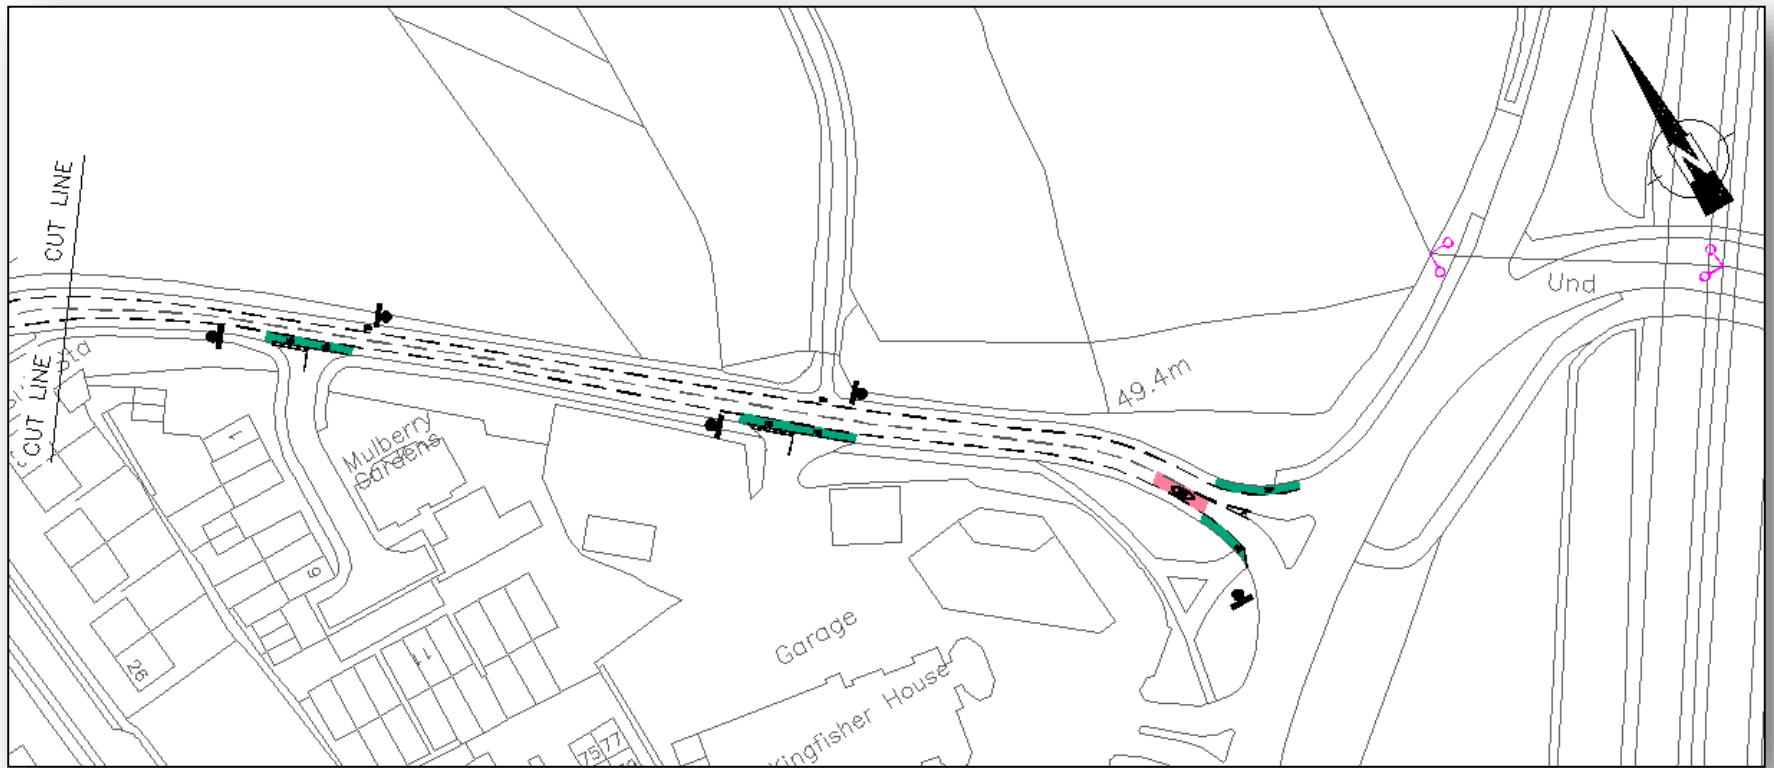 CUT LINE
CUT LINE
Und
49.4m
Mulberry
Gardens
1
9
11
26
Garage
Kingfisher House
75
77